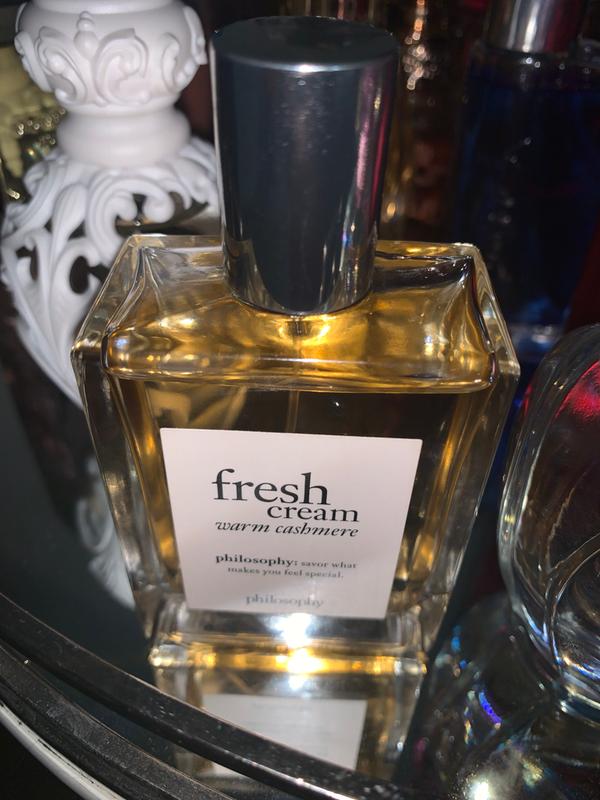 fresh
cream
warm cashmere
philosophy: savor what
makes you feel special.
philosophy